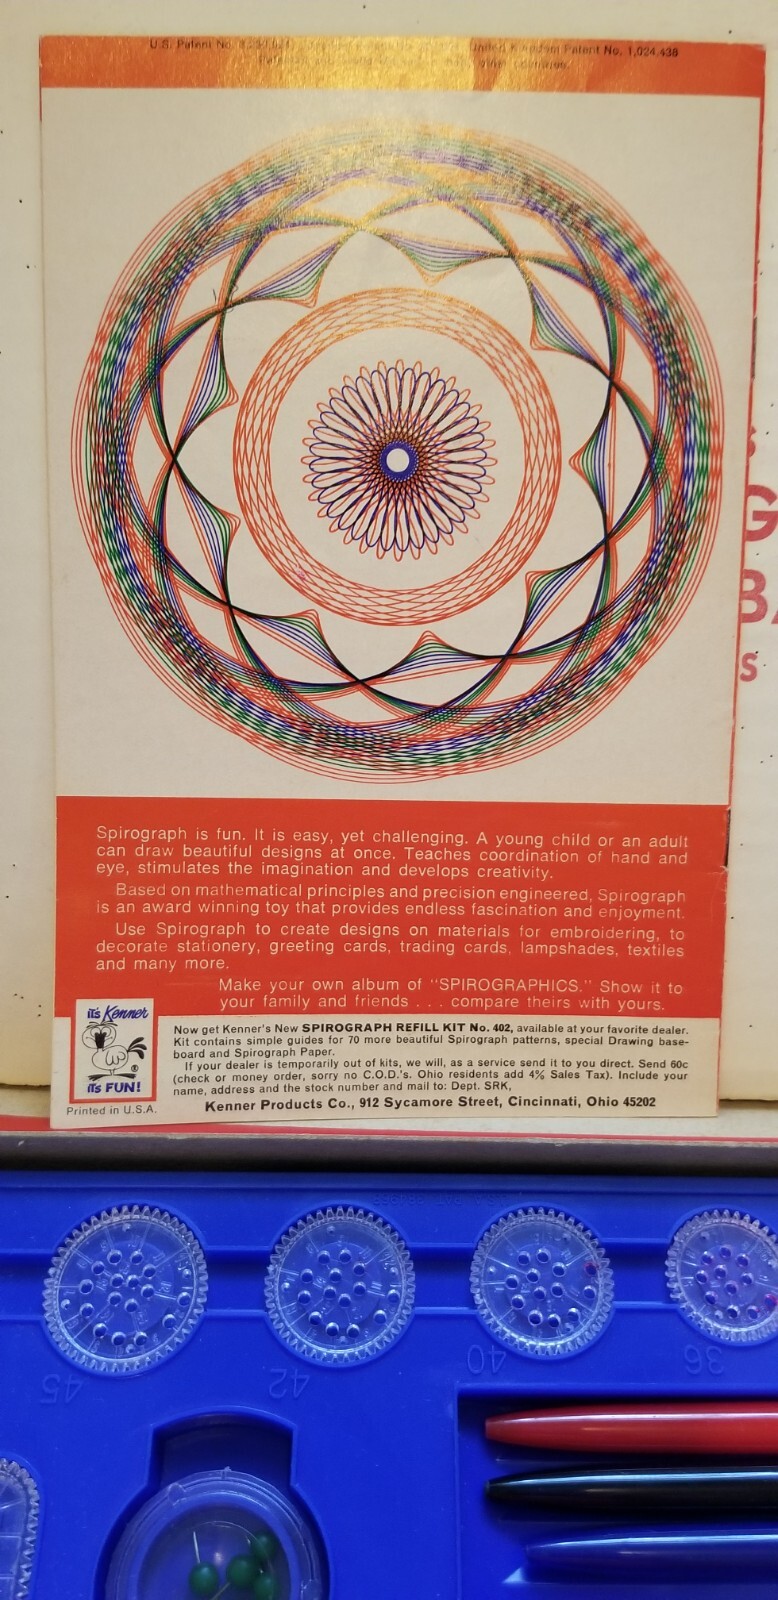 U.S. Patent No.
United Kingdom Patent No. 1,024,438
G
BA
S
Spirograph is fun. It is easy, yet challenging. A young child or an adult
can draw beautiful designs at once. Teaches coordination of hand and
eye, stimulates the imagination and develops creativity.
Based on mathematical principles and precision engineered, Spirograph
is an award winning toy that provides endless fascination and enjoyment.
Use Spirograph to create designs on materials for embroidering, to
decorate stationery, greeting cards, trading cards, lampshades, textiles
and many more.
Make your own album of "SPIROGRAPHICS." Show it to
your family and friends . . . compare theirs with yours.
it's Kenner
it's FUN!
®
Printed in U.S.A.
Now get Kenner's New SPIROGRAPH REFILL KIT No. 402, available at your favorite dealer.
Kit contains simple guides for 70 more beautiful Spirograph patterns, special Drawing base-
board and Spirograph Paper.
If your dealer is temporarily out of kits, we will, as a service send it to you direct. Send 60c
(check or money order, sorry no C.O.D.'s. Ohio residents add 4% Sales Tax). Include your
name, address and the stock number and mail to: Dept. SRK,
Kenner Products Co., 912 Sycamore Street, Cincinnati, Ohio 45202
45
42
40
36